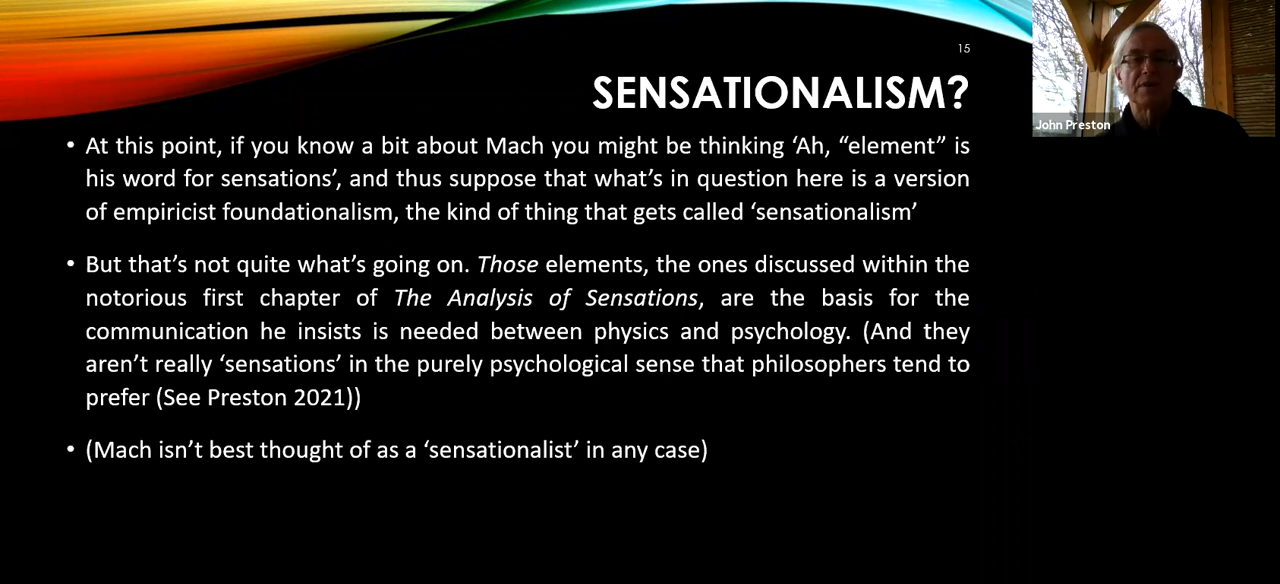 15
SENSATIONALISM?
• At this point, if you know a bit about Mach you might be thinking ‘Ah, “element” is
his word for sensations’, and thus suppose that what’s in question here is a version
of empiricist foundationalism, the kind of thing that gets called ‘sensationalism’
• But that’s not quite what’s going on. Those elements, the ones discussed within the
notorious first chapter of The Analysis of Sensations, are the basis for the
communication he insists is needed between physics and psychology. (And they
aren’t really ‘sensations’ in the purely psychological sense that philosophers tend to
prefer (See Preston 2021))
• (Mach isn’t best thought of as a ‘sensationalist’ in any case)
John Preston